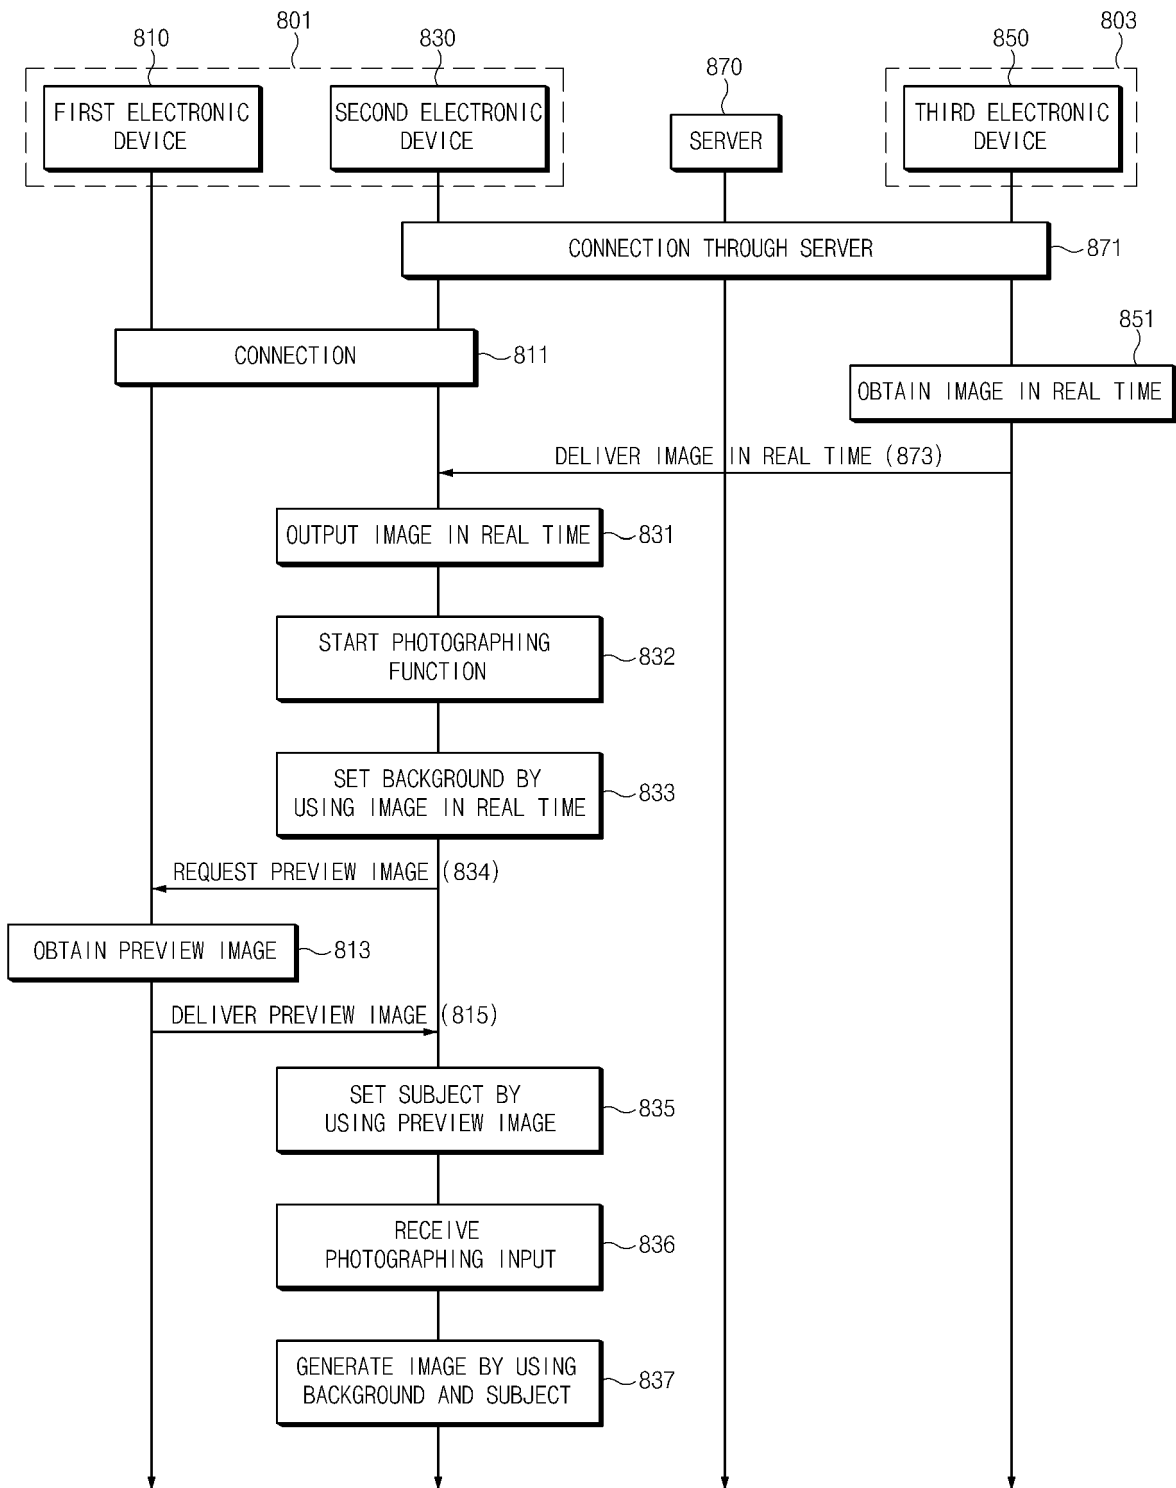 801
803
810
830
870
850
FIRST ELECTRONIC
DEVICE
SECOND ELECTRONIC
DEVICE
SERVER
THIRD ELECTRONIC
DEVICE
CONNECTION THROUGH SERVER
871
CONNECTION
811
851
OBTAIN IMAGE IN REAL TIME
DELIVER IMAGE IN REAL TIME (873)
OUTPUT IMAGE IN REAL TIME
831
START PHOTOGRAPHING
FUNCTION
832
SET BACKGROUND BY
USING IMAGE IN REAL TIME
833
REQUEST PREVIEW IMAGE (834)
OBTAIN PREVIEW IMAGE
813
DELIVER PREVIEW IMAGE (815)
SET SUBJECT BY
USING PREVIEW IMAGE
835
RECEIVE
PHOTOGRAPHING INPUT
836
GENERATE IMAGE BY USING
BACKGROUND AND SUBJECT
837